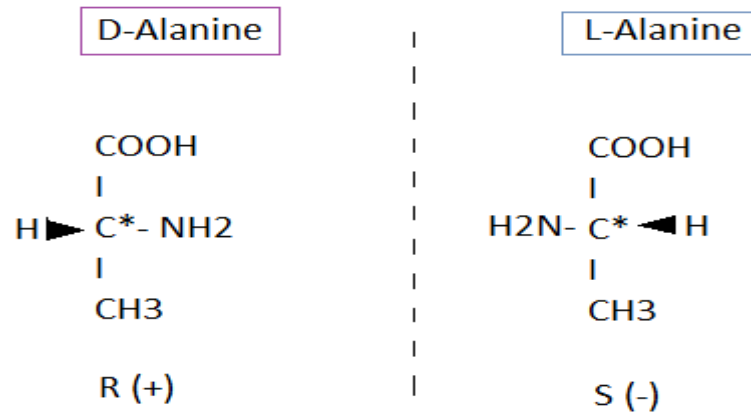 D-Alanine
COOH
I
H C*- NH2
I
CH3
R (+)
L-Alanine
COOH
I
H2N- C* H
I
CH3
S (-)